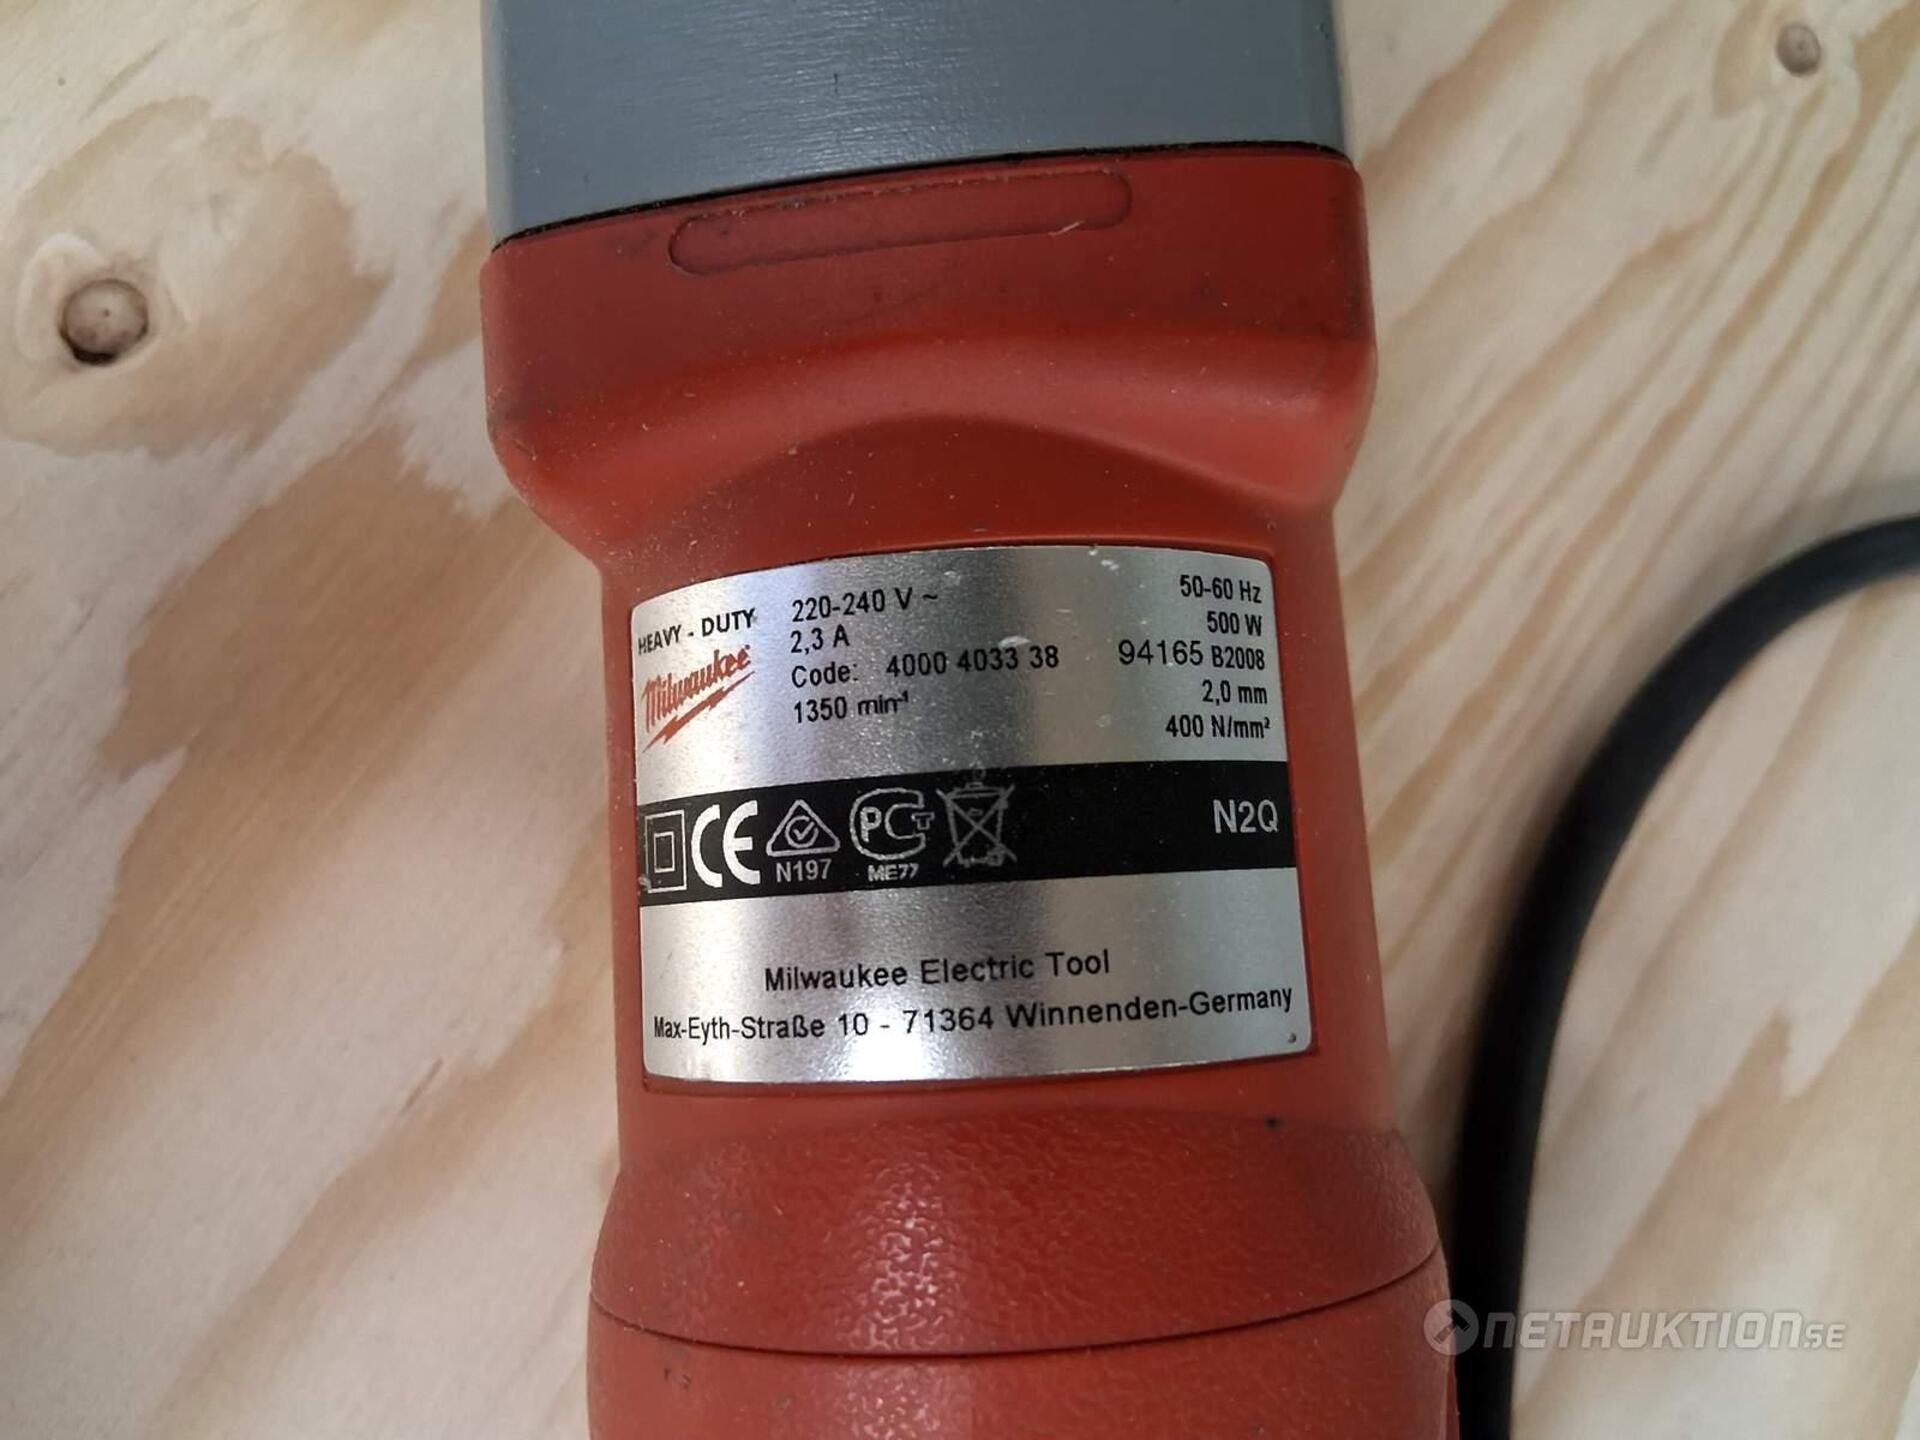 HEAVY - DUTY
Milwaukee
220-240 V ~ 50-60 Hz
2,3 A 500 W
Code: 4000 4033 38 94165 B2008
1350 min⁻¹ 2,0 mm
400 N/mm²
CE N197 PCT ME77 N2Q
Milwaukee Electric Tool
Max-Eyth-Straße 10 - 71364 Winnenden-Germany
NETAUKTION.SE